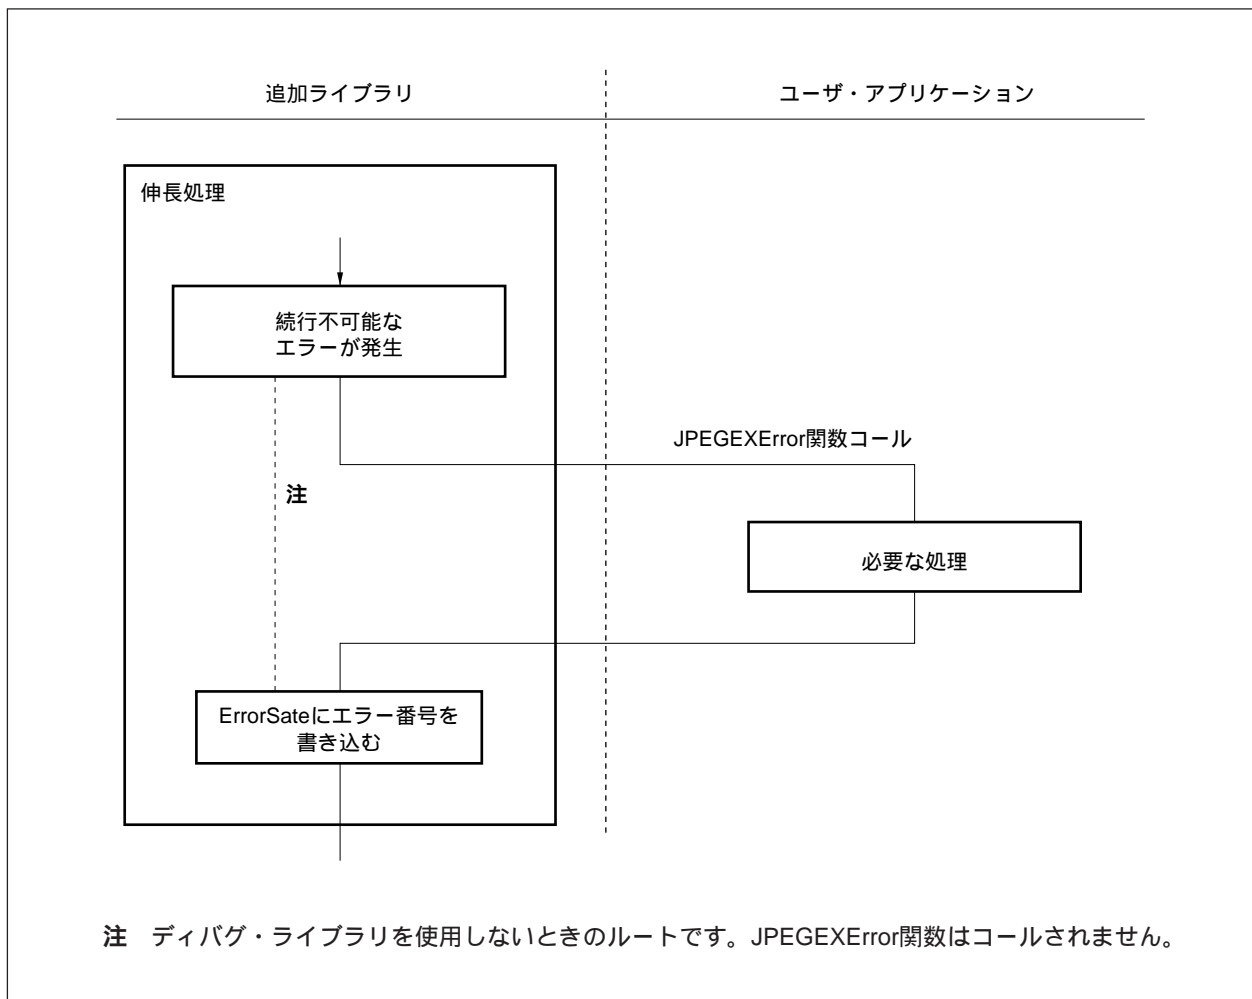 追加ライブラリ
ユーザ・アプリケーション
伸長処理
続行不可能な
エラーが発生
JPEGEXError関数コール
注
必要な処理
ErrorSateにエラー番号を
書き込む
注 ディバグ・ライブラリを使用しないときのルートです。JPEGEXError関数はコールされません。